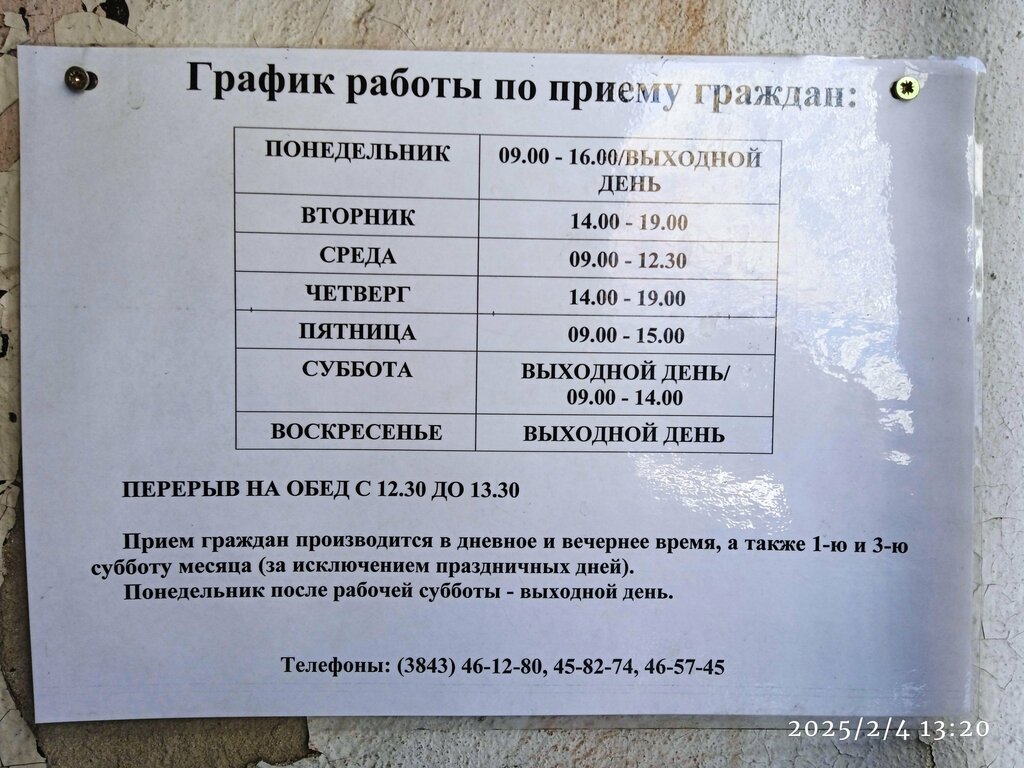 График работы по приему граждан:
ПОНЕДЕЛЬНИК 09.00 - 16.00/ВЫХОДНОЙ
ДЕНЬ
ВТОРНИК 14.00 - 19.00
СРЕДА 09.00 - 12.30
ЧЕТВЕРГ 14.00 - 19.00
ПЯТНИЦА 09.00 - 15.00
СУББОТА ВЫХОДНОЙ ДЕНЬ/
09.00 - 14.00
ВОСКРЕСЕНЬЕ ВЫХОДНОЙ ДЕНЬ
ПЕРЕРЫВ НА ОБЕД С 12.30 ДО 13.30
Прием граждан производится в дневное и вечернее время, а также 1-ю и 3-ю
субботу месяца (за исключением праздничных дней).
Понедельник после рабочей субботы - выходной день.
Телефоны: (3843) 46-12-80, 45-82-74, 46-57-45
2025/2/4 13:20